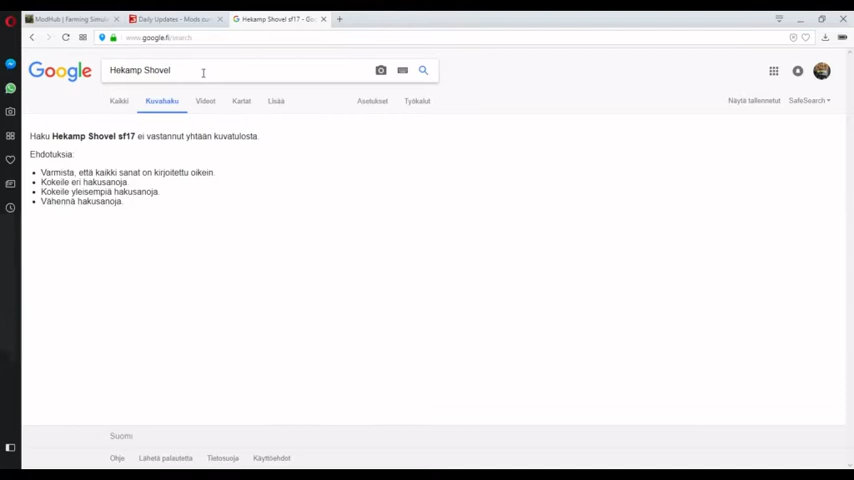 ModHub | Farming Simula
Daily Updates - Mods cur
Hekamp Shovel sf17 - Goo
www.google.fi/search
Google
Hekamp Shovel
Kaikki Kuvahaku Videot Kartat Lisää Asetukset Työkalut Näytä tallennetut SafeSearch
Haku Hekamp Shovel sf17 ei vastannut yhtään kuvatulosta.
Ehdotuksia:
Varmista, että kaikki sanat on kirjoitettu oikein.
Kokeile eri hakusanoja.
Kokeile yleisempiä hakusanoja.
Vähennä hakusanoja.
Suomi
Ohje Lähetä palautetta Tietosuoja Käyttöehdot